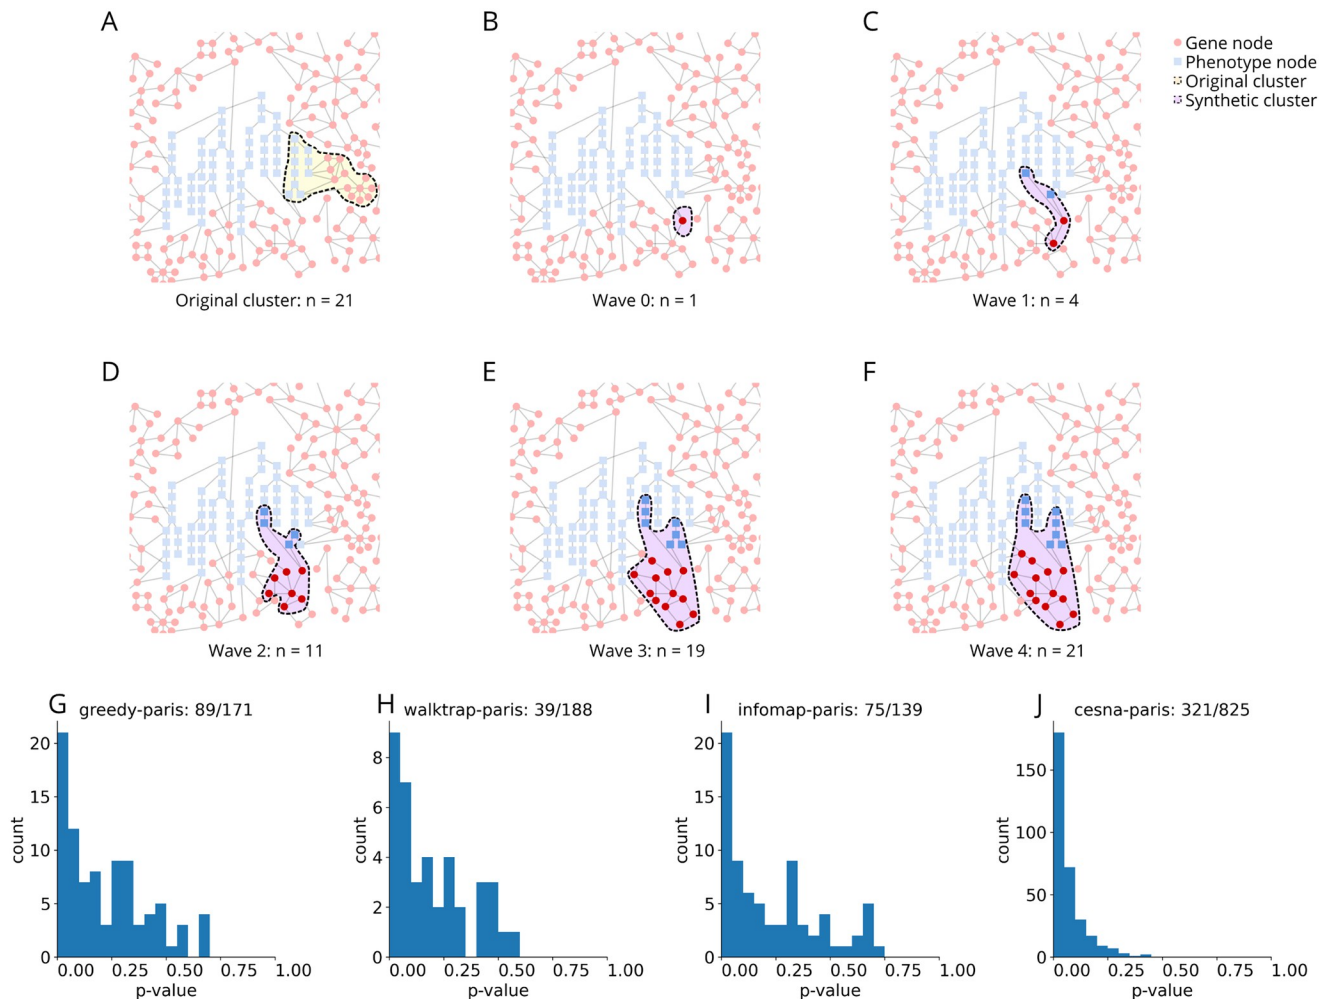 A
B
C
Gene node
Phenotype node
Original cluster
Synthetic cluster
Original cluster: n = 21
Wave 0: n = 1
Wave 1: n = 4
D
E
F
Wave 2: n = 11
Wave 3: n = 19
Wave 4: n = 21
G greedy-paris: 89/171
H walktrap-paris: 39/188
I infomap-paris: 75/139
J cesna-paris: 321/825
count
20
15
10
5
0
0.00 0.25 0.50 0.75 1.00
p-value
count
8
6
4
2
0
0.00 0.25 0.50 0.75 1.00
p-value
count
20
15
10
5
0
0.00 0.25 0.50 0.75 1.00
p-value
count
150
100
50
0
0.00 0.25 0.50 0.75 1.00
p-value